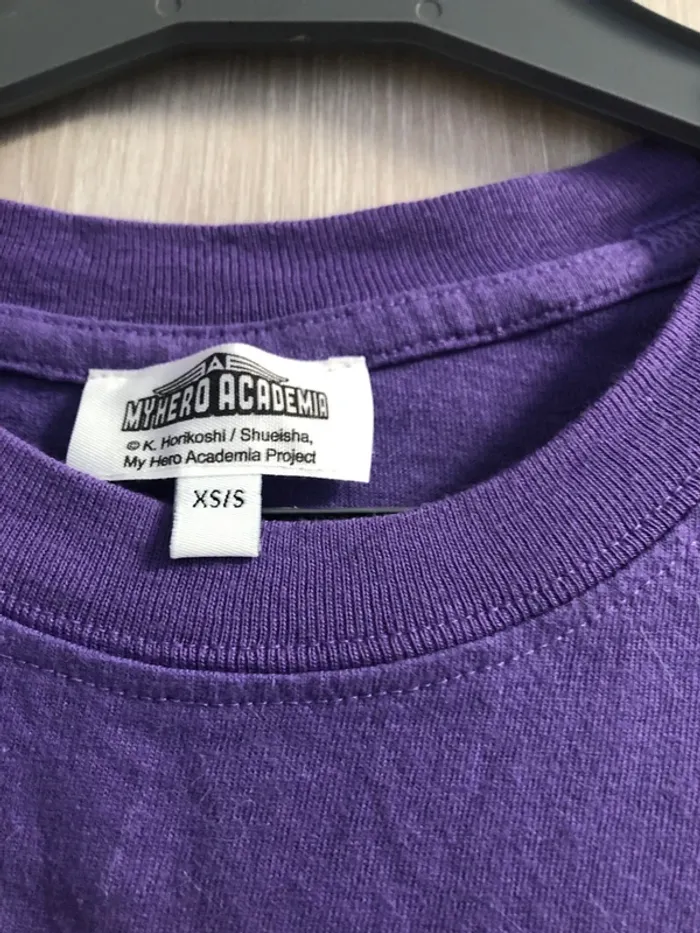 MY HERO ACADEMIA
© K. Horikoshi / Shueisha,
My Hero Academia Project
XS/S